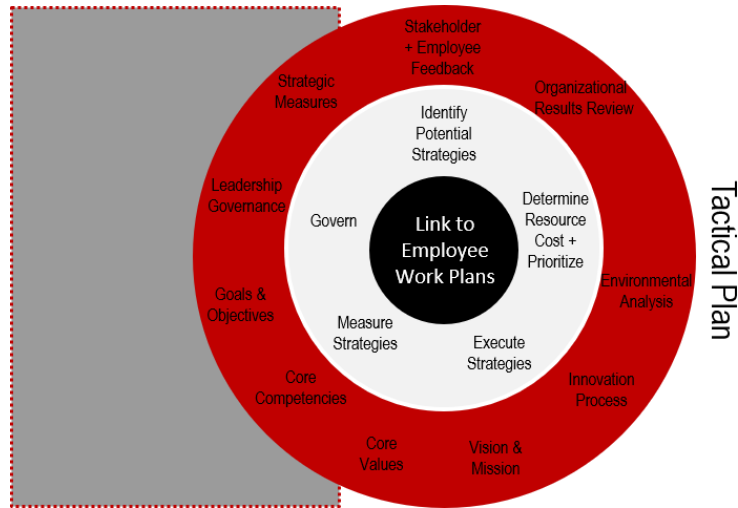 Stakeholder
+ Employee
Feedback
Organizational
Results Review
Environmental
Analysis
Innovation
Process
Vision &
Mission
Core
Values
Core
Competencies
Goals &
Objectives
Leadership
Governance
Strategic
Measures
Identify
Potential
Strategies
Determine
Resource
Cost +
Prioritize
Execute
Strategies
Measure
Strategies
Govern
Link to
Employee
Work Plans
Tactical Plan